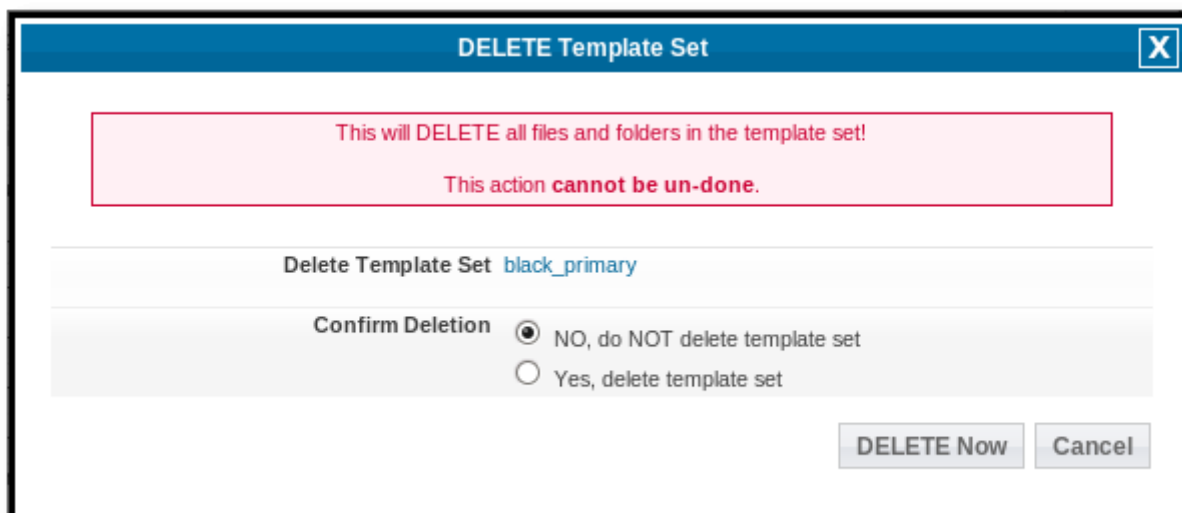 DELETE Template Set X
This will DELETE all files and folders in the template set!
This action cannot be un-done.
Delete Template Set black_primary
Confirm Deletion NO, do NOT delete template set
Yes, delete template set
DELETE Now Cancel